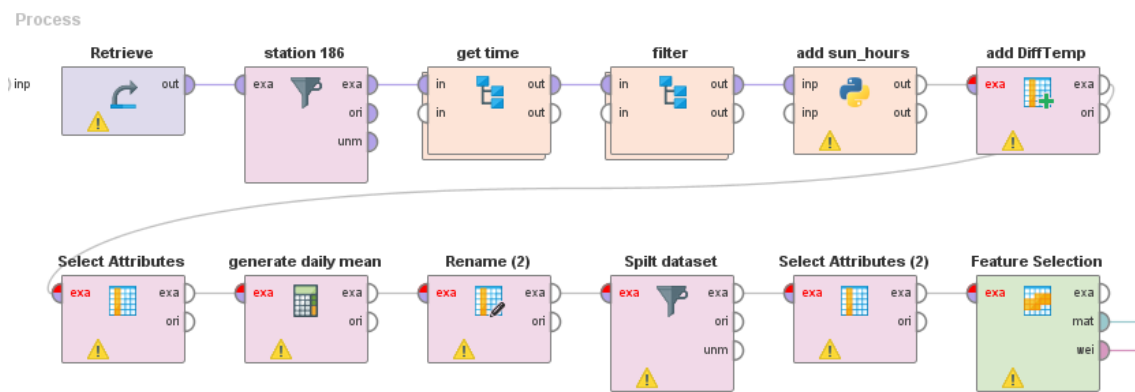 Process
Retrieve station 186 get time filter add sun_hours add DiffTemp
inp out exa exa in out in out inp out exa exa
ori in out in out inp out ori
unm
Select Attributes generate daily mean Rename (2) Spilt dataset Select Attributes (2) Feature Selection
exa exa exa exa exa exa exa exa exa exa exa exa
ori ori ori ori ori mat
unm wei